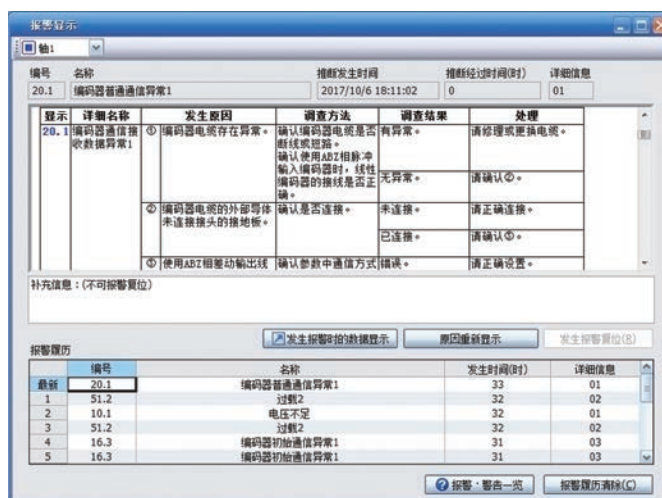 报警显示
轴1
编号 名称 推断发生时间 推断经过时间(时) 详细信息
20.1 编码器普通通信异常1 2017/10/6 18:11:02 0 01
显示 详细名称 发生原因 调查方法 调查结果 处理
20.1 编码器通信接 ① 编码器电缆存在异常。 确认编码器电缆是否 有异常。 请修理或更换电缆。
收数据异常1 断线或短路。
确认使用ABZ相脉冲
输入编码器时，线性 无异常。 请确认②。
编码器的接线是否正
确。
② 编码器电缆的外部导体 确认是否连接。 未连接。 请正确连接。
未连接接头的接地板。
已连接。 请确认③。
③ 使用ABZ相差动输出线 确认参数中通信方式 错误。 请正确设置。
补充信息：(不可报警复位)
发生报警时的数据显示 原因重新显示 发生报警复位(R)
报警履历
编号 名称 发生时间(时) 详细信息
最新 20.1 编码器普通通信异常1 33 01
1 51.2 过载2 32 02
2 10.1 电压不足 32 01
3 51.2 过载2 32 02
4 16.3 编码器初始通信异常1 31 03
5 16.3 编码器初始通信异常1 31 03
报警·警告一览 报警履历清除(C)